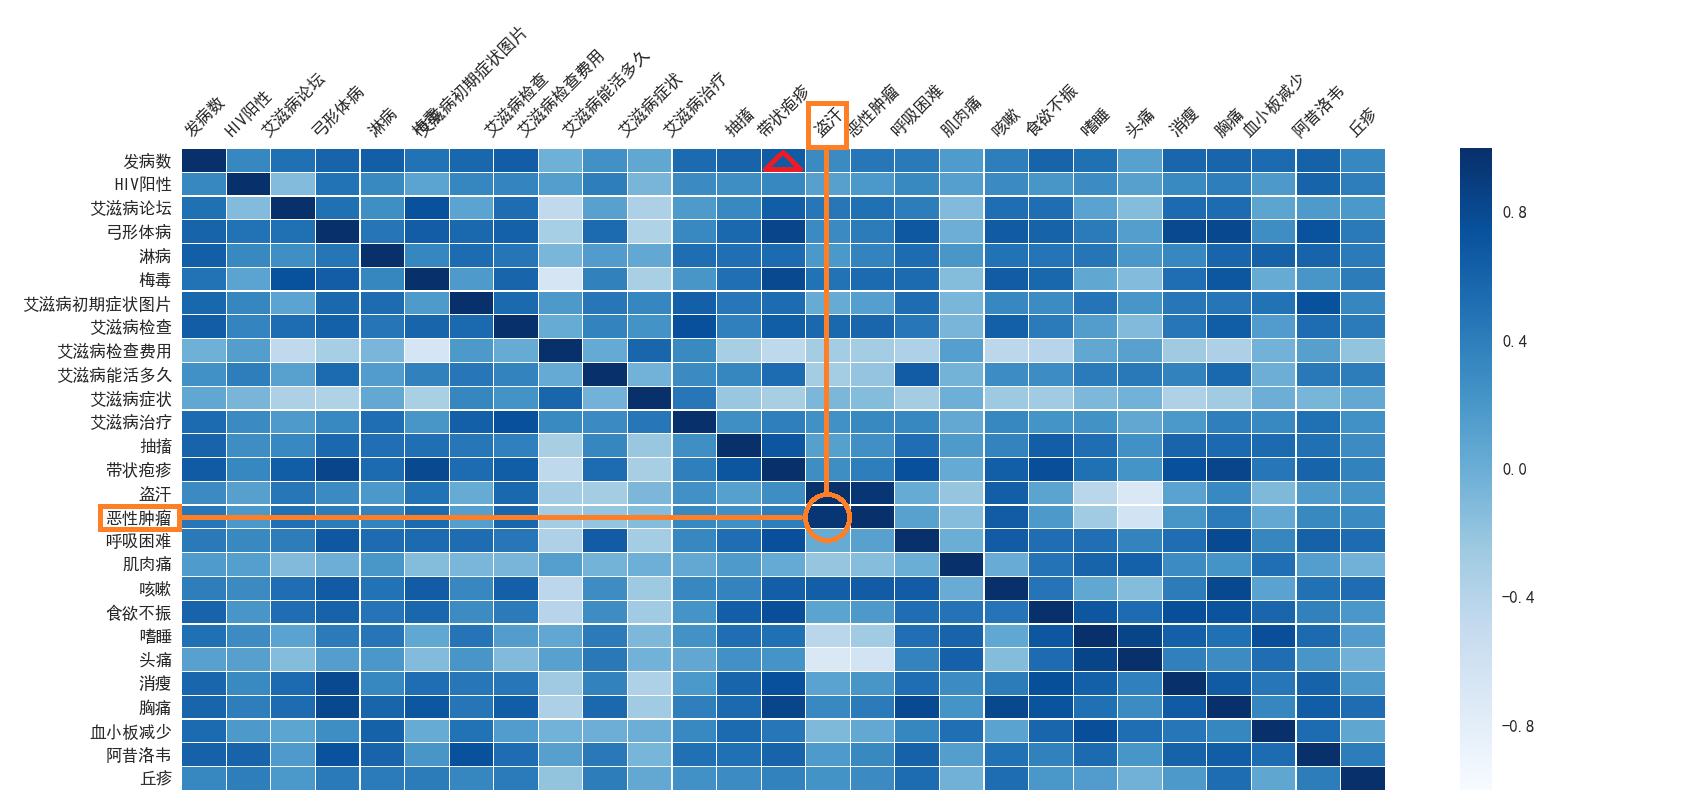 发病数
HIV阳性
艾滋病论坛
弓形体病
淋病
梅毒
艾滋病初期症状图片
艾滋病检查
艾滋病检查费用
艾滋病能活多久
艾滋病症状
艾滋病治疗
抽搐
带状疱疹
盗汗
恶性肿瘤
呼吸困难
肌肉痛
咳嗽
食欲不振
嗜睡
头痛
消瘦
胸痛
血小板减少
阿昔洛韦
丘疹
发病数
HIV阳性
艾滋病论坛
弓形体病
淋病
梅毒
艾滋病初期症状图片
艾滋病检查
艾滋病检查费用
艾滋病能活多久
艾滋病症状
艾滋病治疗
抽搐
带状疱疹
盗汗
恶性肿瘤
呼吸困难
肌肉痛
咳嗽
食欲不振
嗜睡
头痛
消瘦
胸痛
血小板减少
阿昔洛韦
丘疹
0.8
0.4
0.0
-0.4
-0.8